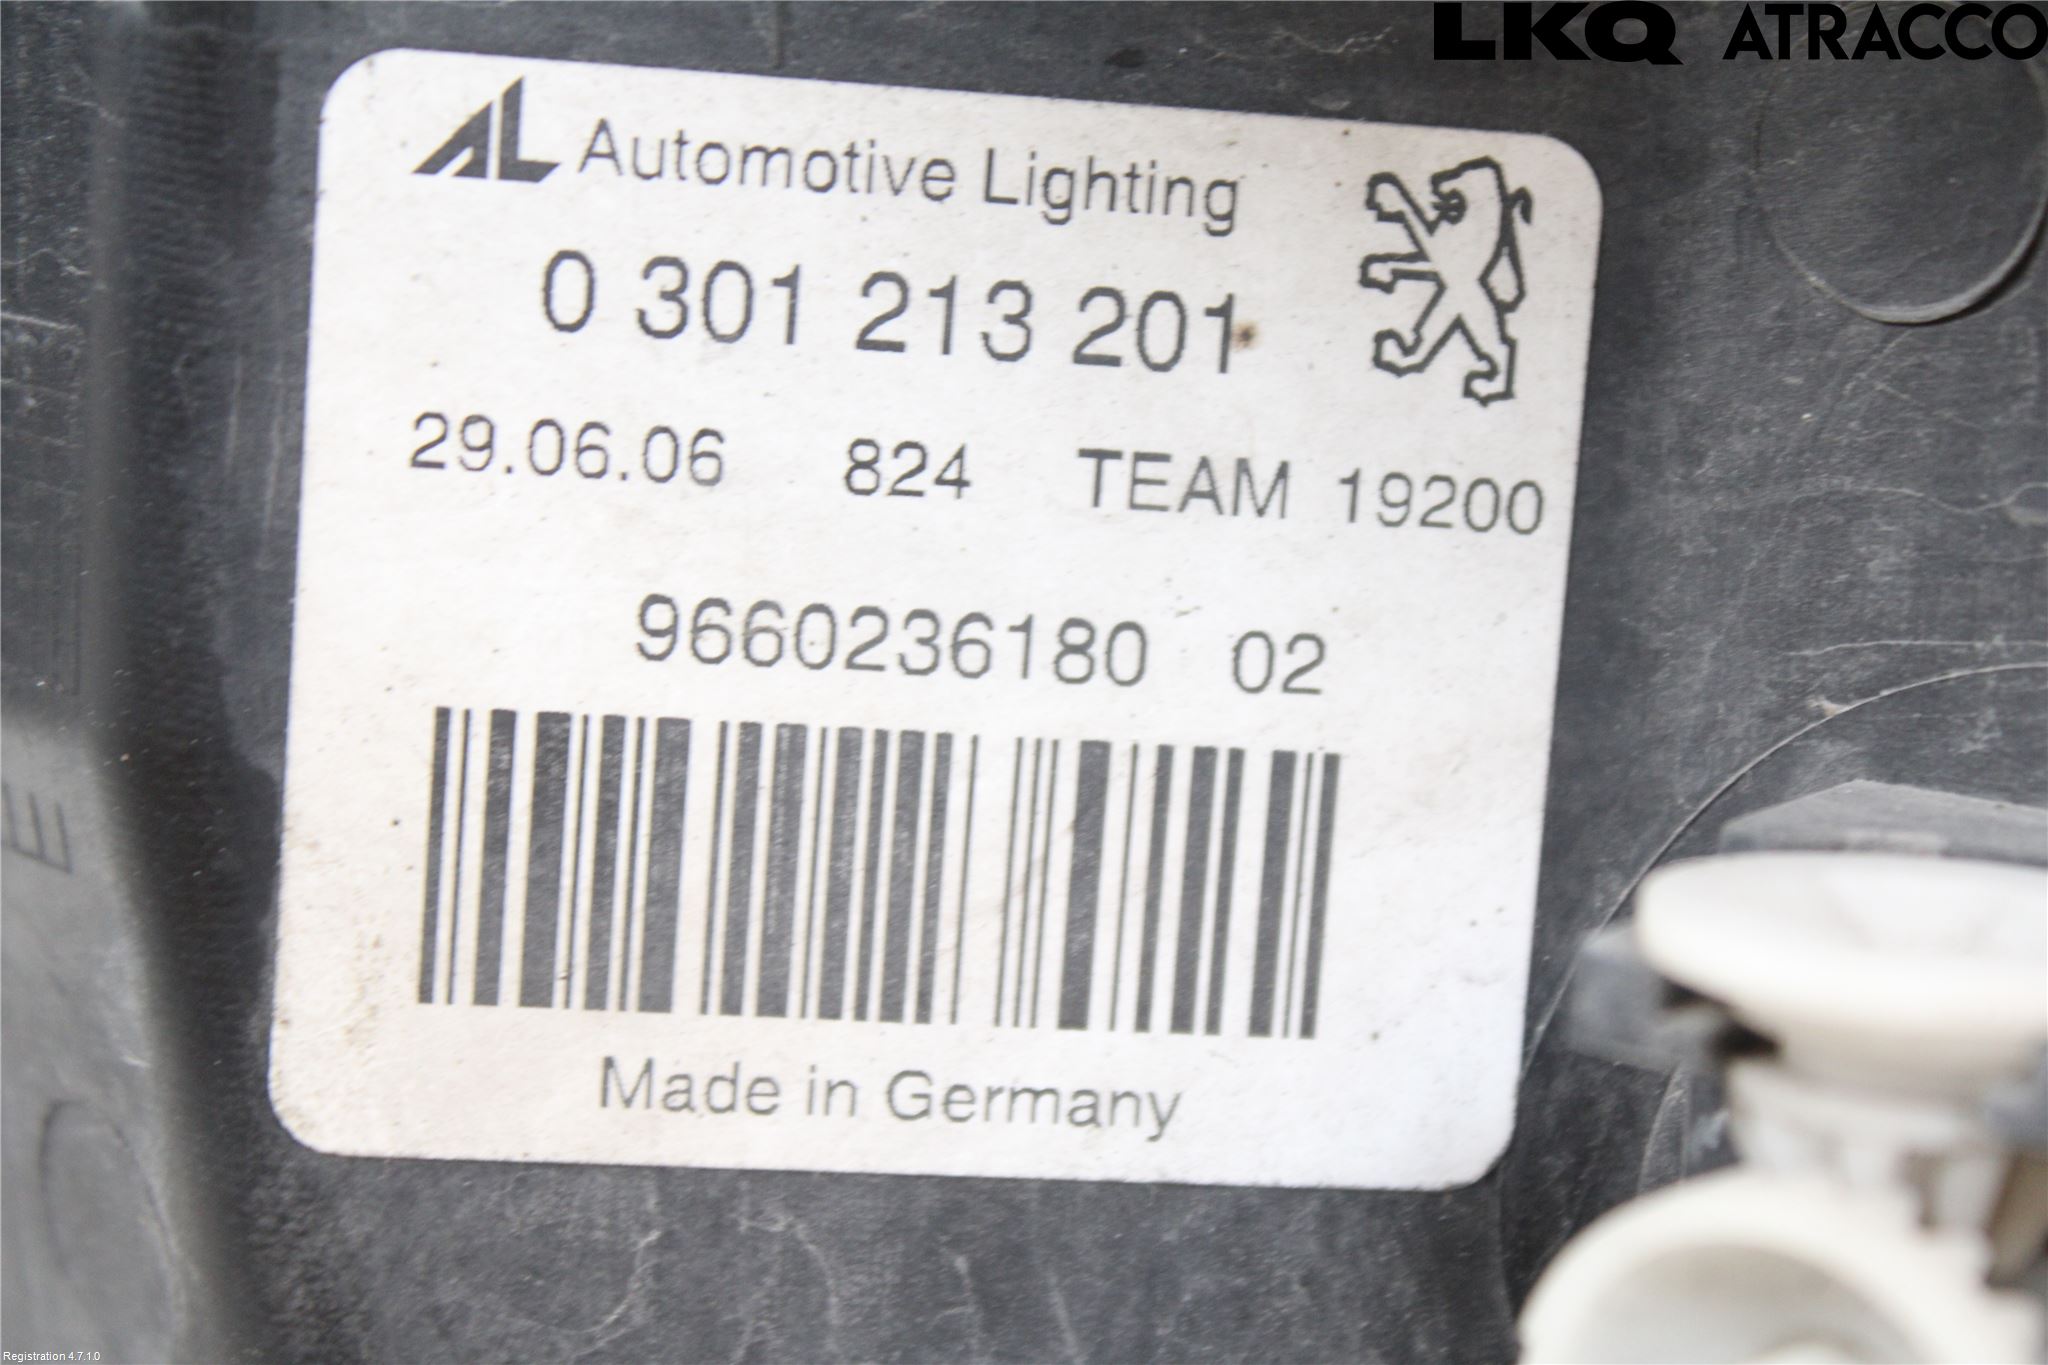 LKQ ATRACCO
AL Automotive Lighting
0 301 213 201
29.06.06 824 TEAM 19200
9660236180 02
E
Made in Germany
Registration 4.7.1.0